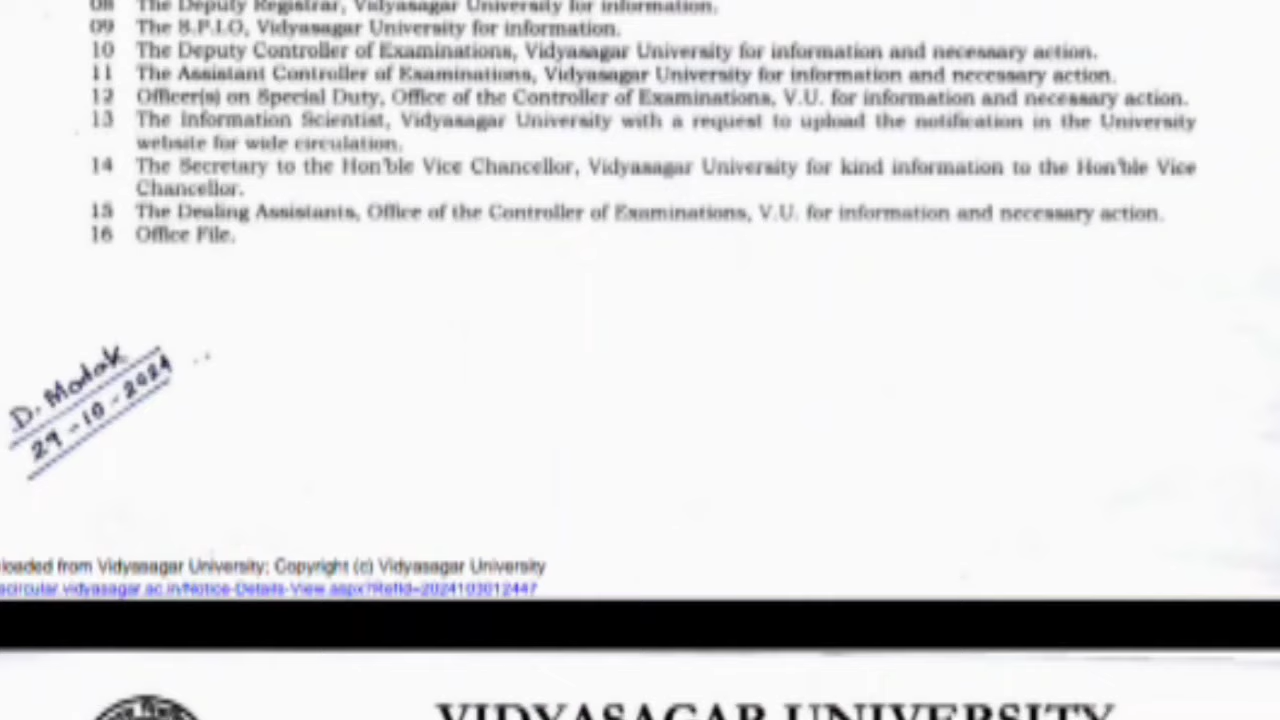 08 The Deputy Registrar, Vidyasagar University for information.
09 The S.P.I.O, Vidyasagar University for information.
10 The Deputy Controller of Examinations, Vidyasagar University for information and necessary action.
11 The Assistant Controller of Examinations, Vidyasagar University for information and necessary action.
12 Officer(s) on Special Duty, Office of the Controller of Examinations, V.U. for information and necessary action.
13 The Information Scientist, Vidyasagar University with a request to upload the notification in the University
website for wide circulation.
14 The Secretary to the Hon'ble Vice Chancellor, Vidyasagar University for kind information to the Hon'ble Vice
Chancellor.
15 The Dealing Assistants, Office of the Controller of Examinations, V.U. for information and necessary action.
16 Office File.
D. Modak
29-10-2024
loaded from Vidyasagar University; Copyright (c) Vidyasagar University
circular.vidyasagar.ac.in/Notice-Details-View.aspx?RefId=2024103012447
VIDYASAGAR UNIVERSITY